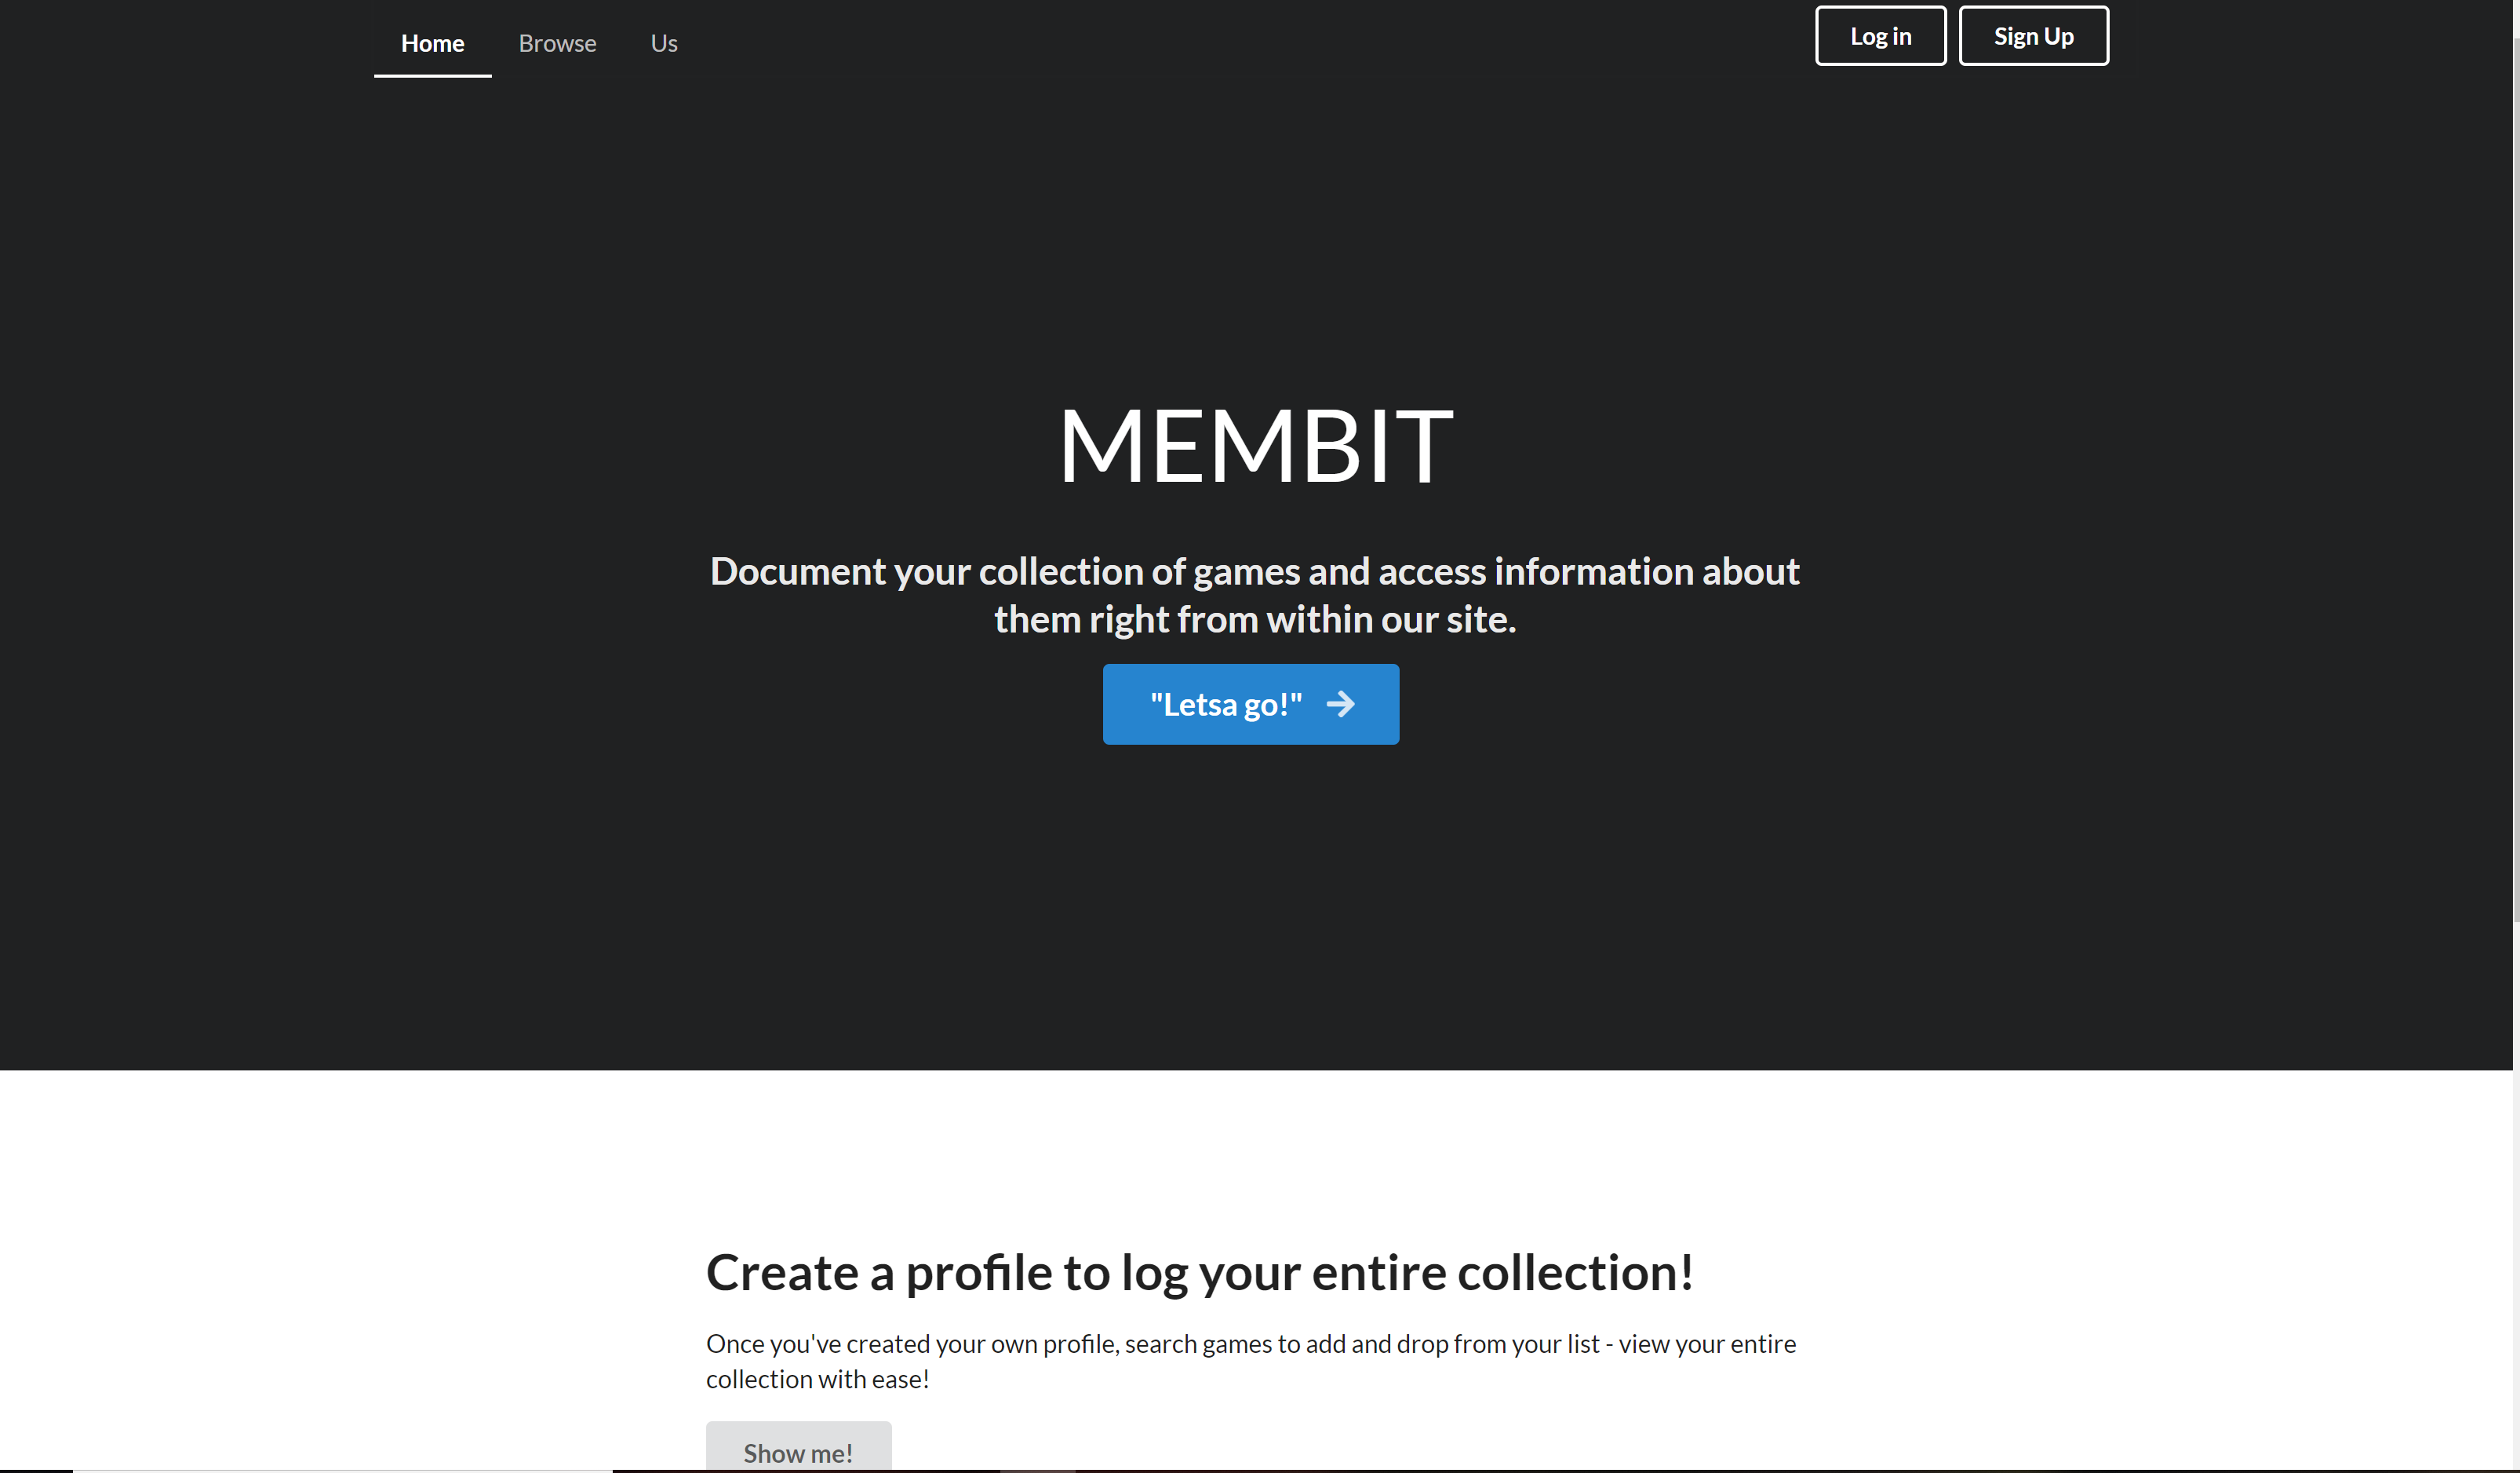 Home Browse Us Log in Sign Up
MEMBIT
Document your collection of games and access information about
them right from within our site.
"Letsa go!"
Create a profile to log your entire collection!
Once you've created your own profile, search games to add and drop from your list - view your entire
collection with ease!
Show me!